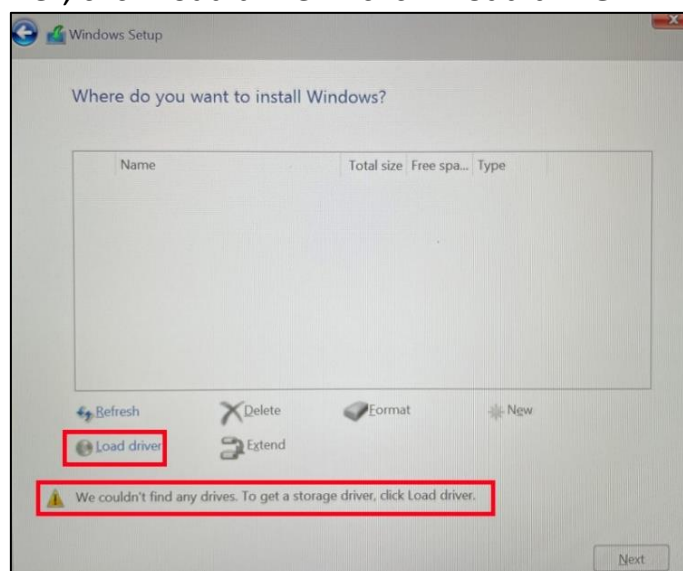 Windows Setup
Where do you want to install Windows?
Name Total size Free spa... Type
Refresh Delete Format New
Load driver Extend
We couldn't find any drives. To get a storage driver, click Load driver.
Next